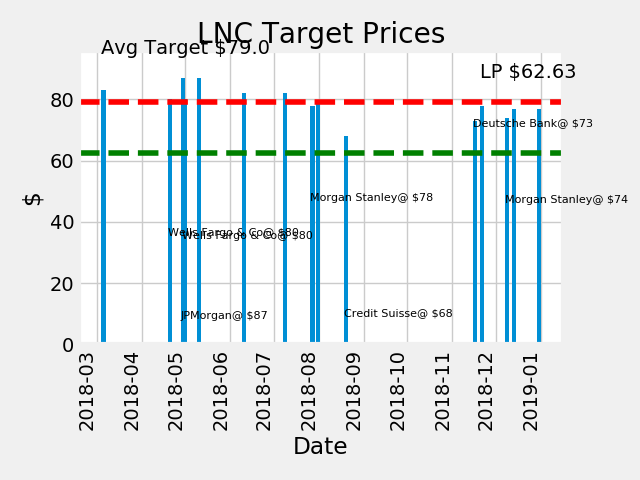 LNC Target Prices
Avg Target $79.0
LP $62.63
80
60
40
20
0
$
Deutsche Bank@ $73
Morgan Stanley@ $78
Morgan Stanley@ $74
Wells Fargo & Co@ $80
Wells Fargo & Co@ $80
JPMorgan@ $87
Credit Suisse@ $68
2018-03
2018-04
2018-05
2018-06
2018-07
2018-08
2018-09
2018-10
2018-11
2018-12
2019-01
Date